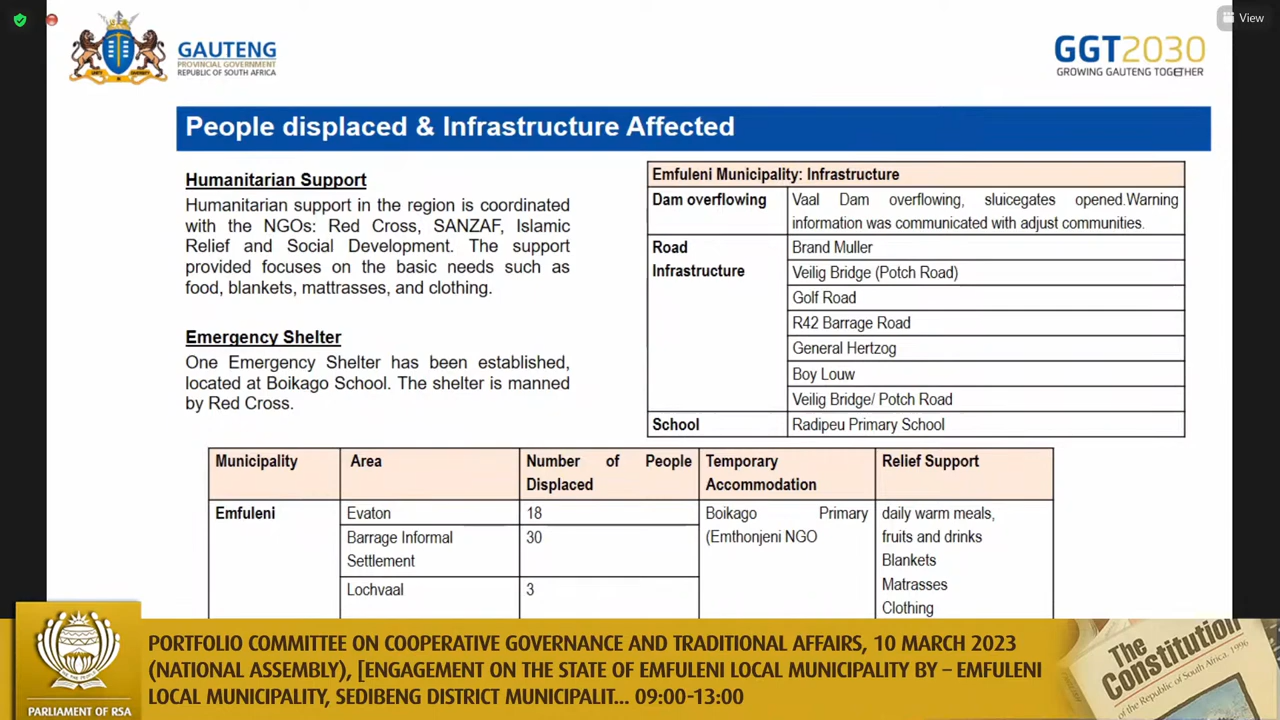 View
GAUTENG
PROVINCIAL GOVERNMENT
REPUBLIC OF SOUTH AFRICA
GGT2030
GROWING GAUTENG TOGETHER
People displaced & Infrastructure Affected
Humanitarian Support
Humanitarian support in the region is coordinated
with the NGOs: Red Cross, SANZAF, Islamic
Relief and Social Development. The support
provided focuses on the basic needs such as
food, blankets, mattrasses, and clothing.
Emergency Shelter
One Emergency Shelter has been established,
located at Boikago School. The shelter is manned
by Red Cross.
Emfuleni Municipality: Infrastructure
Dam overflowing
Vaal Dam overflowing, sluicegates opened.Warning
information was communicated with adjust communities.
Road
Infrastructure
Brand Muller
Veilig Bridge (Potch Road)
Golf Road
R42 Barrage Road
General Hertzog
Boy Louw
Veilig Bridge/ Potch Road
School
Radipeu Primary School
Municipality
Area
Number of People
Displaced
Temporary
Accommodation
Relief Support
Emfuleni
Evaton
18
Barrage Informal
Settlement
30
Lochvaal
3
Boikago Primary
(Emthonjeni NGO
daily warm meals,
fruits and drinks
Blankets
Matrasses
Clothing
PORTFOLIO COMMITTEE ON COOPERATIVE GOVERNANCE AND TRADITIONAL AFFAIRS, 10 MARCH 2023
(NATIONAL ASSEMBLY), [ENGAGEMENT ON THE STATE OF EMFULENI LOCAL MUNICIPALITY BY – EMFULENI
LOCAL MUNICIPALITY, SEDIBENG DISTRICT MUNICIPALIT... 09:00-13:00
PARLIAMENT OF RSA
The
Constitution
of the Republic of South Africa, 1996